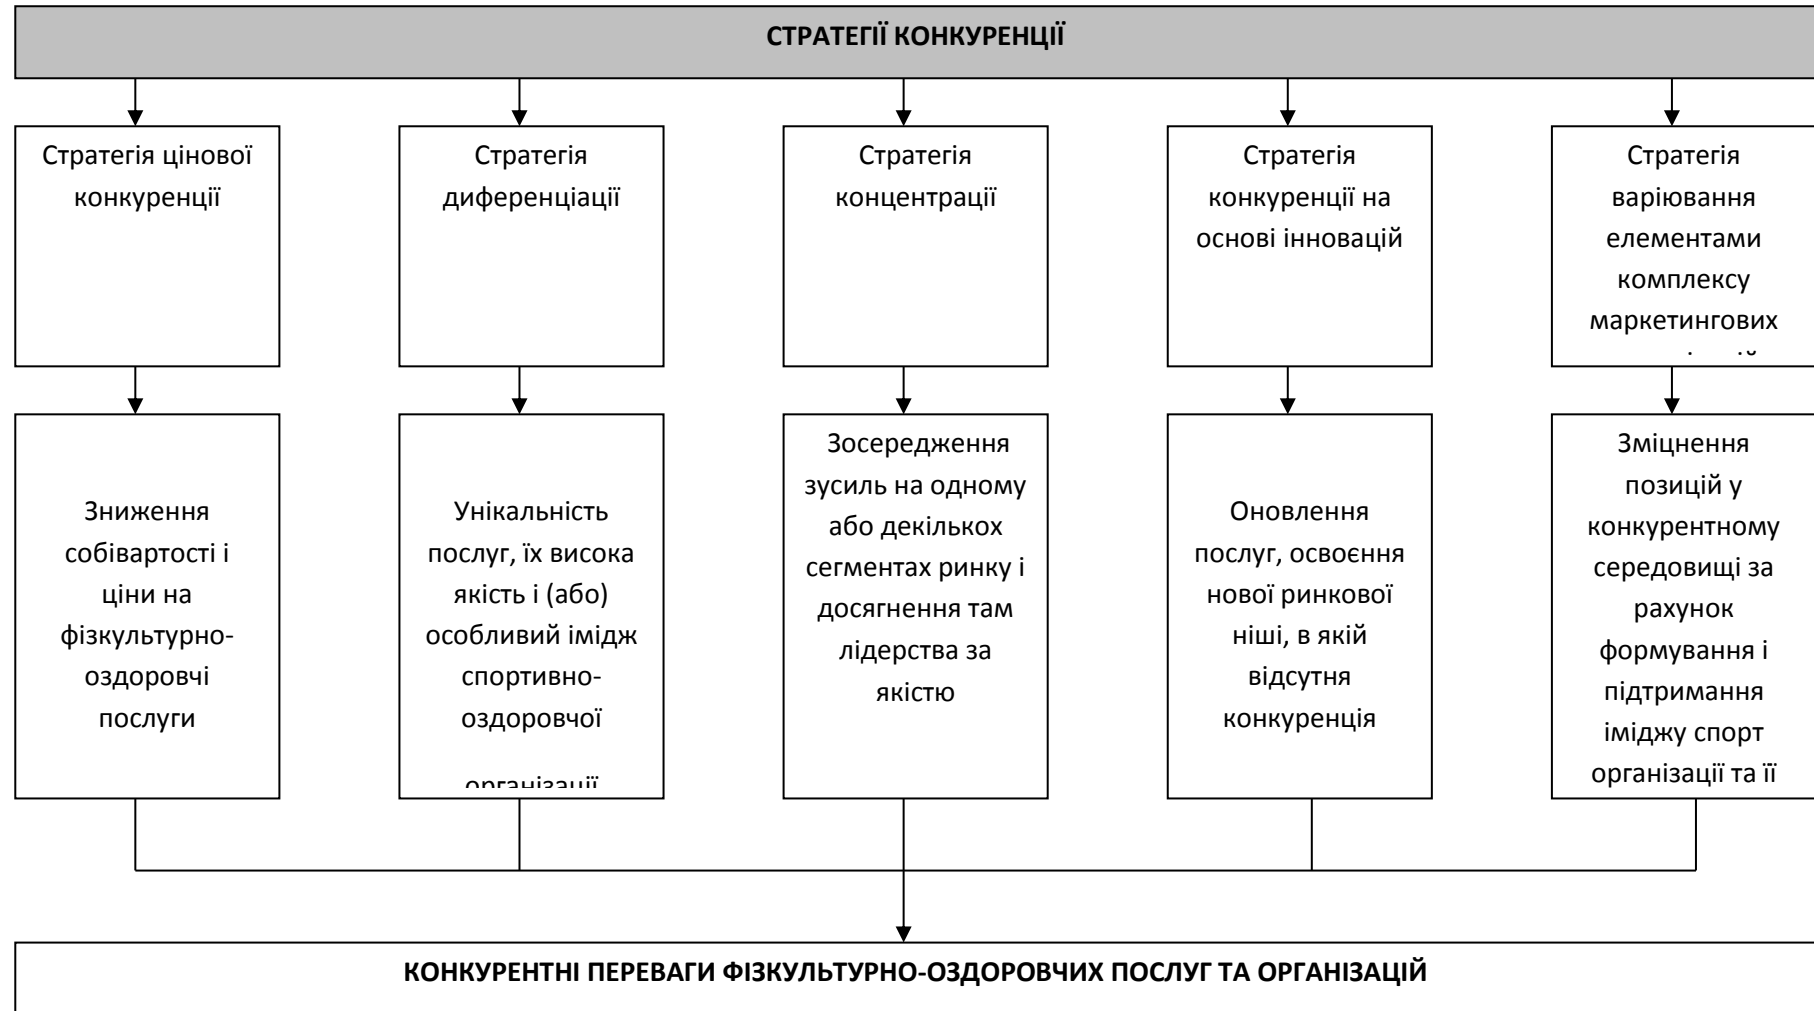 СТРАТЕГІЇ КОНКУРЕНЦІЇ
Стратегія цінової
конкуренції
Стратегія
диференціації
Стратегія
концентрації
Стратегія
конкуренції на
основі інновацій
Стратегія
варіювання
елементами
комплексу
маркетингових
Зниження
собівартості і
ціни на
фізкультурно-
оздоровчі
послуги
Унікальність
послуг, їх висока
якість і (або)
особливий імідж
спортивно-
оздоровчої
організації
Зосередження
зусиль на одному
або декількох
сегментах ринку і
досягнення там
лідерства за
якістю
Оновлення
послуг, освоєння
нової ринкової
ніші, в якій
відсутня
конкуренція
Зміцнення
позицій у
конкурентному
середовищі за
рахунок
формування і
підтримання
іміджу спорт
організації та її
КОНКУРЕНТНІ ПЕРЕВАГИ ФІЗКУЛЬТУРНО-ОЗДОРОВЧИХ ПОСЛУГ ТА ОРГАНІЗАЦІЙ